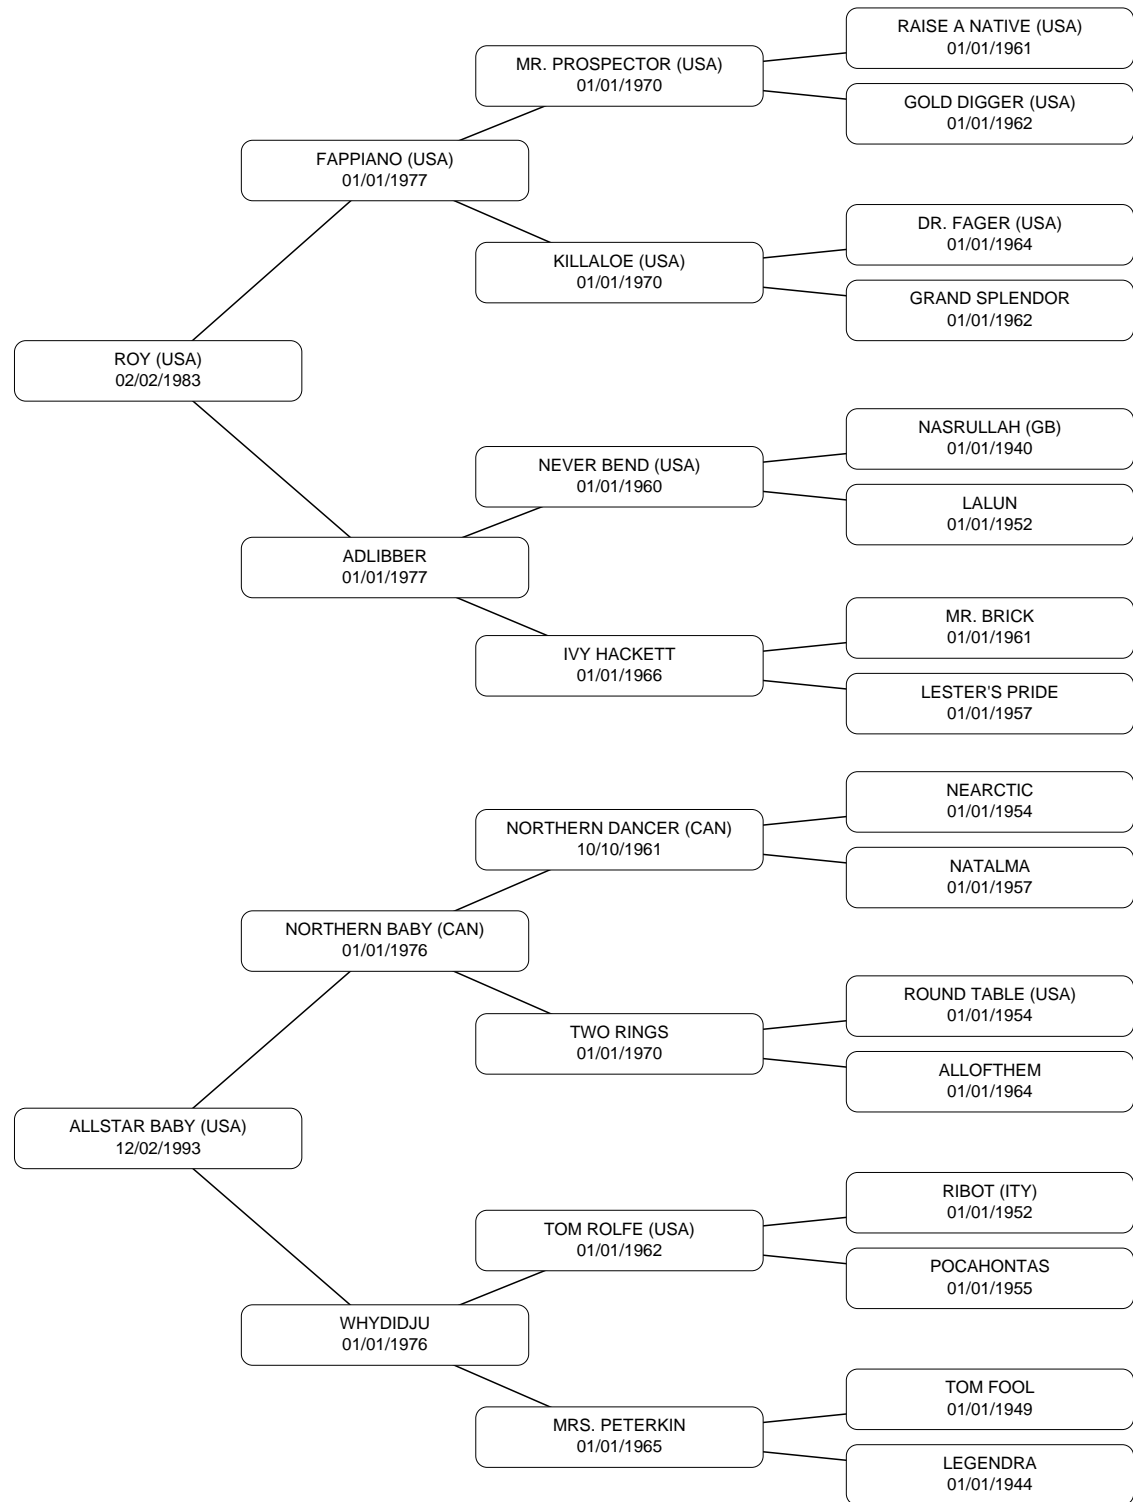 RAISE A NATIVE (USA)
01/01/1961
MR. PROSPECTOR (USA)
01/01/1970
GOLD DIGGER (USA)
01/01/1962
FAPPIANO (USA)
01/01/1977
DR. FAGER (USA)
01/01/1964
KILLALOE (USA)
01/01/1970
GRAND SPLENDOR
01/01/1962
ROY (USA)
02/02/1983
NASRULLAH (GB)
01/01/1940
NEVER BEND (USA)
01/01/1960
LALUN
01/01/1952
ADLIBBER
01/01/1977
MR. BRICK
01/01/1961
IVY HACKETT
01/01/1966
LESTER'S PRIDE
01/01/1957
NEARCTIC
01/01/1954
NORTHERN DANCER (CAN)
10/10/1961
NATALMA
01/01/1957
NORTHERN BABY (CAN)
01/01/1976
ROUND TABLE (USA)
01/01/1954
TWO RINGS
01/01/1970
ALLOFTHEM
01/01/1964
ALLSTAR BABY (USA)
12/02/1993
RIBOT (ITY)
01/01/1952
TOM ROLFE (USA)
01/01/1962
POCAHONTAS
01/01/1955
WHYDIDJU
01/01/1976
TOM FOOL
01/01/1949
MRS. PETERKIN
01/01/1965
LEGENDRA
01/01/1944